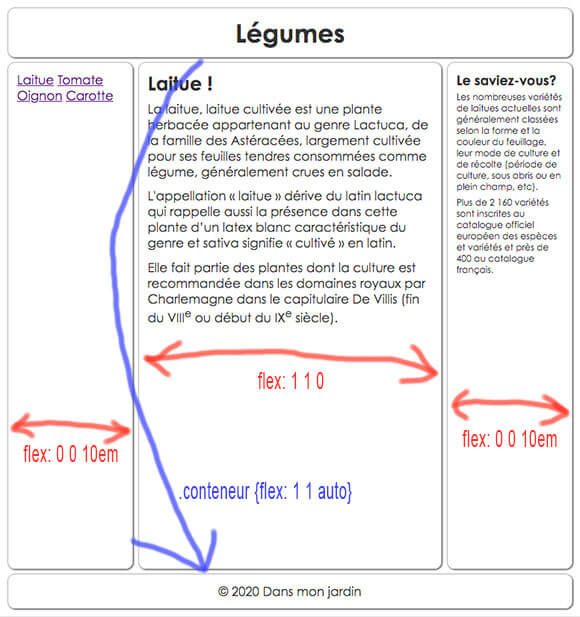 Légumes
Laitue Tomate
Oignon Carotte
Laitue !
La laitue, laitue cultivée est une plante
herbacée appartenant au genre Lactuca, de
la famille des Astéracées, largement cultivée
pour ses feuilles tendres consommées comme
légume, généralement crues en salade.
L'appellation « laitue » dérive du latin lactuca
qui rappelle aussi la présence dans cette
plante d'un latex blanc caractéristique du
genre et sativa signifie « cultivé » en latin.
Elle fait partie des plantes dont la culture est
recommandée dans les domaines royaux par
Charlemagne dans le capitulaire De Villis (fin
du VIIIe ou début du IXe siècle).
Le saviez-vous?
Les nombreuses variétés
de laitues actuelles sont
généralement classées
selon la forme et la
couleur du feuillage,
leur mode de culture et
de récolte (période de
culture, sous abris ou en
plein champ, etc).
Plus de 2 160 variétés
sont inscrites au
catalogue officiel
européen des espèces
et variétés et près de
400 au catalogue
français.
flex: 1 1 0
flex: 0 0 10em
flex: 0 0 10em
.conteneur {flex: 1 1 auto}
© 2020 Dans mon jardin